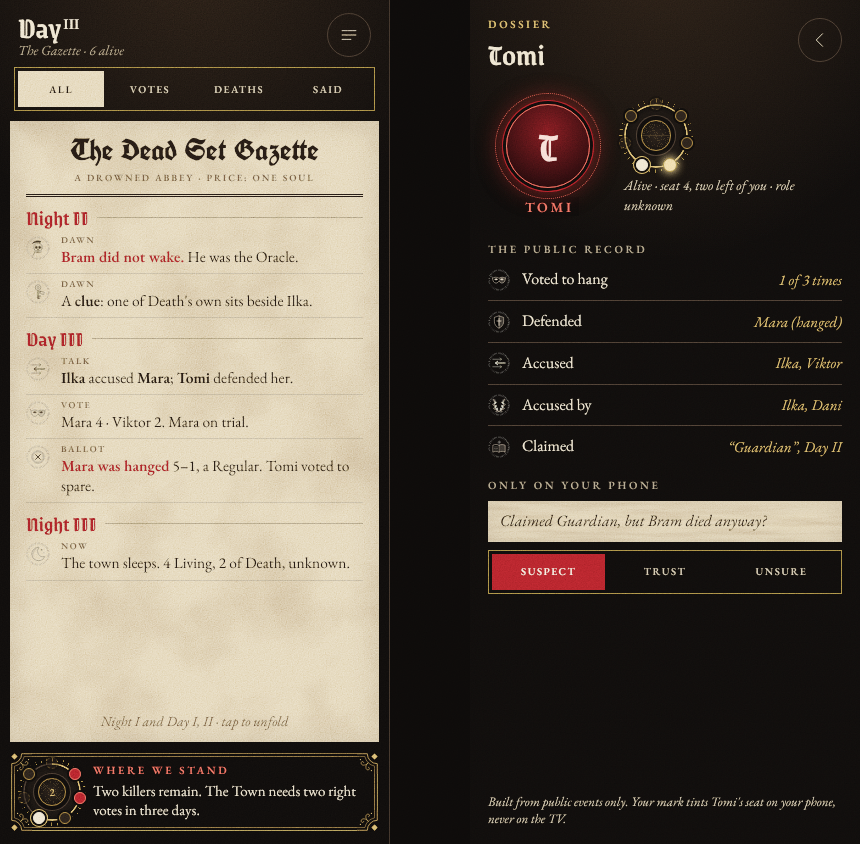 Day III
The Gazette · 6 alive
ALL VOTES DEATHS SAID
The Dead Set Gazette
A DROWNED ABBEY · PRICE: ONE SOUL
Night II
DAWN
Bram did not wake. He was the Oracle.
DAWN
A clue: one of Death's own sits beside Ilka.
Day III
TALK
Ilka accused Mara; Tomi defended her.
VOTE
Mara 4 · Viktor 2. Mara on trial.
BALLOT
Mara was hanged 5–1, a Regular. Tomi voted to
spare.
Night III
NOW
The town sleeps. 4 Living, 2 of Death, unknown.
Night I and Day I, II · tap to unfold
2
WHERE WE STAND
Two killers remain. The Town needs two right
votes in three days.
DOSSIER
Tomi
T
TOMI
Alive · seat 4, two left of you · role
unknown
THE PUBLIC RECORD
Voted to hang 1 of 3 times
Defended Mara (hanged)
Accused Ilka, Viktor
Accused by Ilka, Dani
Claimed “Guardian”, Day II
ONLY ON YOUR PHONE
Claimed Guardian, but Bram died anyway?
SUSPECT TRUST UNSURE
Built from public events only. Your mark tints Tomi's seat on your phone,
never on the TV.